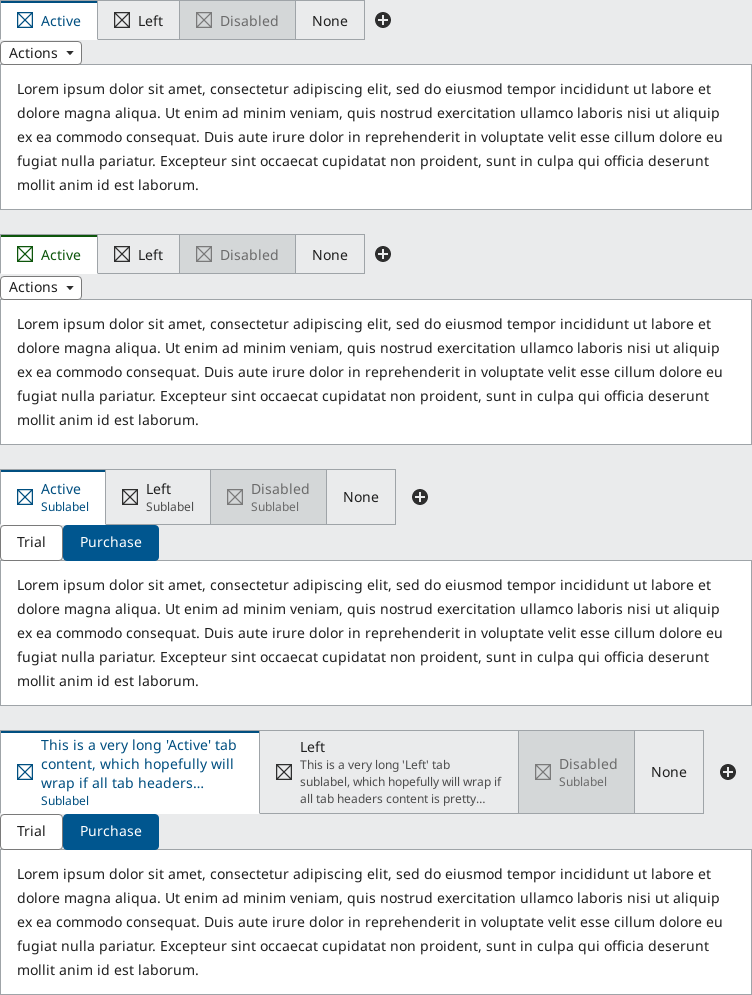 Active Left Disabled None
Actions
Lorem ipsum dolor sit amet, consectetur adipiscing elit, sed do eiusmod tempor incididunt ut labore et
dolore magna aliqua. Ut enim ad minim veniam, quis nostrud exercitation ullamco laboris nisi ut aliquip
ex ea commodo consequat. Duis aute irure dolor in reprehenderit in voluptate velit esse cillum dolore eu
fugiat nulla pariatur. Excepteur sint occaecat cupidatat non proident, sunt in culpa qui officia deserunt
mollit anim id est laborum.
Active Left Disabled None
Actions
Lorem ipsum dolor sit amet, consectetur adipiscing elit, sed do eiusmod tempor incididunt ut labore et
dolore magna aliqua. Ut enim ad minim veniam, quis nostrud exercitation ullamco laboris nisi ut aliquip
ex ea commodo consequat. Duis aute irure dolor in reprehenderit in voluptate velit esse cillum dolore eu
fugiat nulla pariatur. Excepteur sint occaecat cupidatat non proident, sunt in culpa qui officia deserunt
mollit anim id est laborum.
Active
Sublabel
Left
Sublabel
Disabled
Sublabel
None
Trial Purchase
Lorem ipsum dolor sit amet, consectetur adipiscing elit, sed do eiusmod tempor incididunt ut labore et
dolore magna aliqua. Ut enim ad minim veniam, quis nostrud exercitation ullamco laboris nisi ut aliquip
ex ea commodo consequat. Duis aute irure dolor in reprehenderit in voluptate velit esse cillum dolore eu
fugiat nulla pariatur. Excepteur sint occaecat cupidatat non proident, sunt in culpa qui officia deserunt
mollit anim id est laborum.
This is a very long 'Active' tab
content, which hopefully will
wrap if all tab headers…
Sublabel
Left
This is a very long 'Left' tab
sublabel, which hopefully will wrap if
all tab headers content is pretty…
Disabled
Sublabel
None
Trial Purchase
Lorem ipsum dolor sit amet, consectetur adipiscing elit, sed do eiusmod tempor incididunt ut labore et
dolore magna aliqua. Ut enim ad minim veniam, quis nostrud exercitation ullamco laboris nisi ut aliquip
ex ea commodo consequat. Duis aute irure dolor in reprehenderit in voluptate velit esse cillum dolore eu
fugiat nulla pariatur. Excepteur sint occaecat cupidatat non proident, sunt in culpa qui officia deserunt
mollit anim id est laborum.